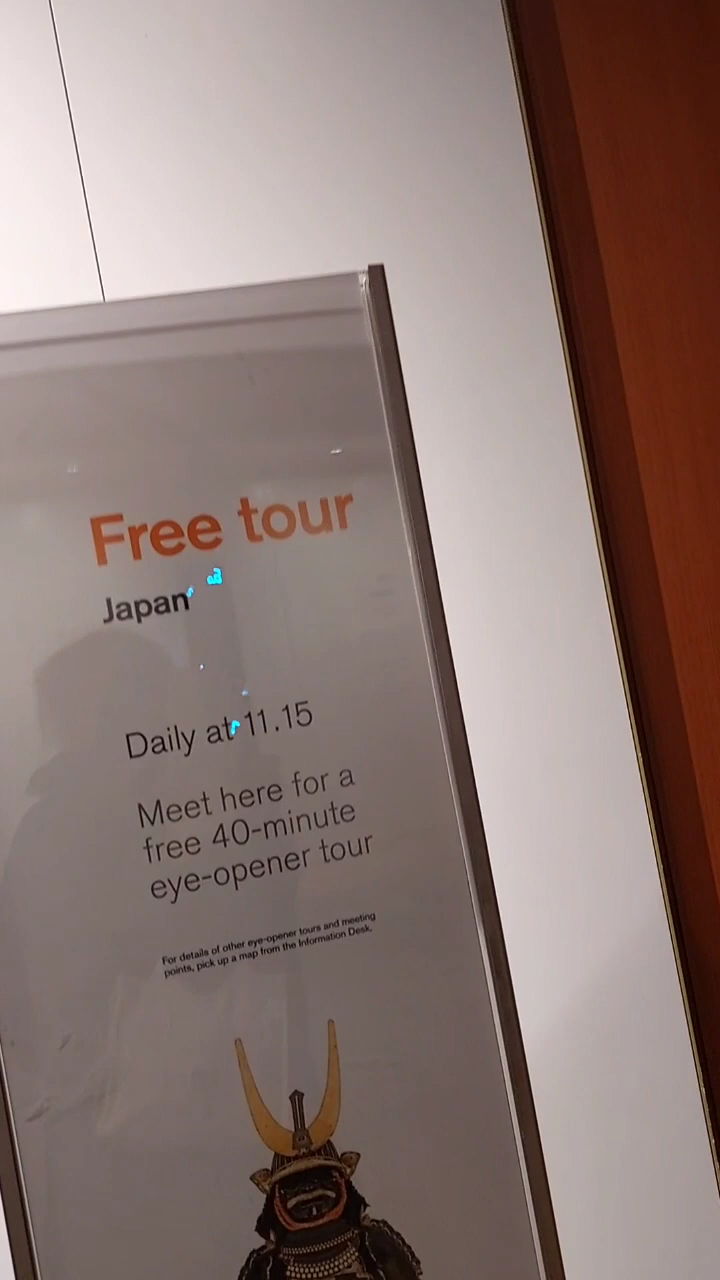 Free tour
Japan
Daily at 11.15
Meet here for a
free 40-minute
eye-opener tour
For details of other eye-opener tours and meeting
points, pick up a map from the Information Desk.